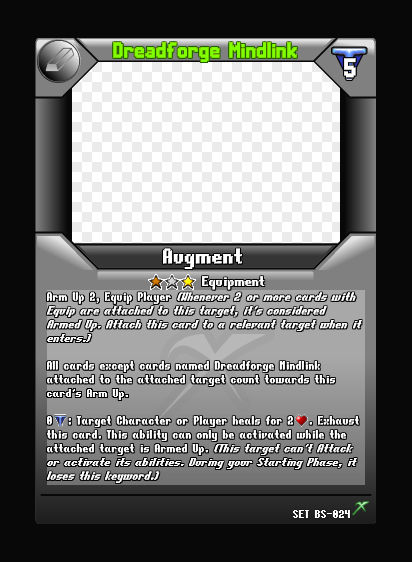 Dreadforge Mindlink
5
Augment
Equipment
Arm Up 2, Equip Player (Whenever 2 or more cards with
Equip are attached to this target, it's considered
Armed Up. Attach this card to a relevant target when it
enters.)
All cards except cards named Dreadforge Mindlink
attached to the attached target count towards this
card's Arm Up.
0 : Target Character or Player heals for 2 . Exhaust
this card. This ability can only be activated while the
attached target is Armed Up. (This target can't Attack
or activate its abilities. During your Starting Phase, it
loses this keyword.)
SET BS-024